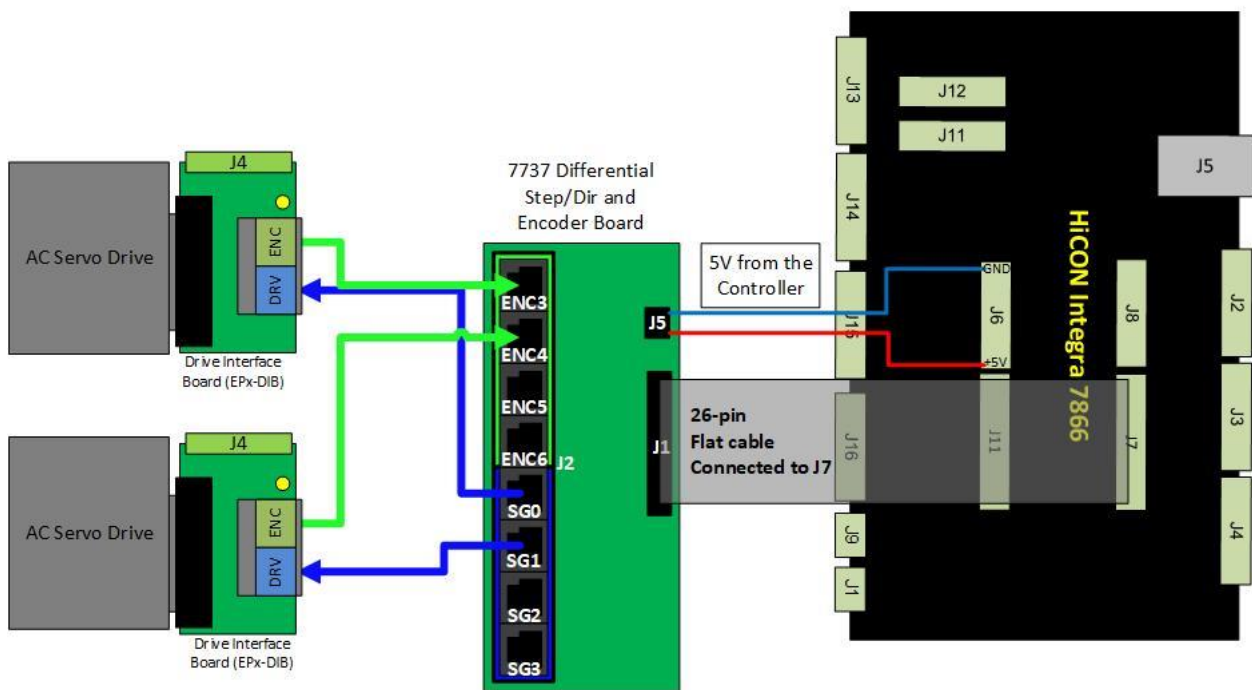 J4
AC Servo Drive
ENC
DRV
Drive Interface
Board (EPx-DIB)
J4
AC Servo Drive
ENC
DRV
Drive Interface
Board (EPx-DIB)
7737 Differential
Step/Dir and
Encoder Board
ENC3
ENC4
ENC5
ENC6
J2
SG0
SG1
SG2
SG3
J5
J1
5V from the
Controller
26-pin
Flat cable
Connected to J7
J13
J14
J15
J16
J9
J1
J12
J11
GND
J6
+5V
J11
HiCON Integra 7866
J8
J7
J5
J2
J3
J4